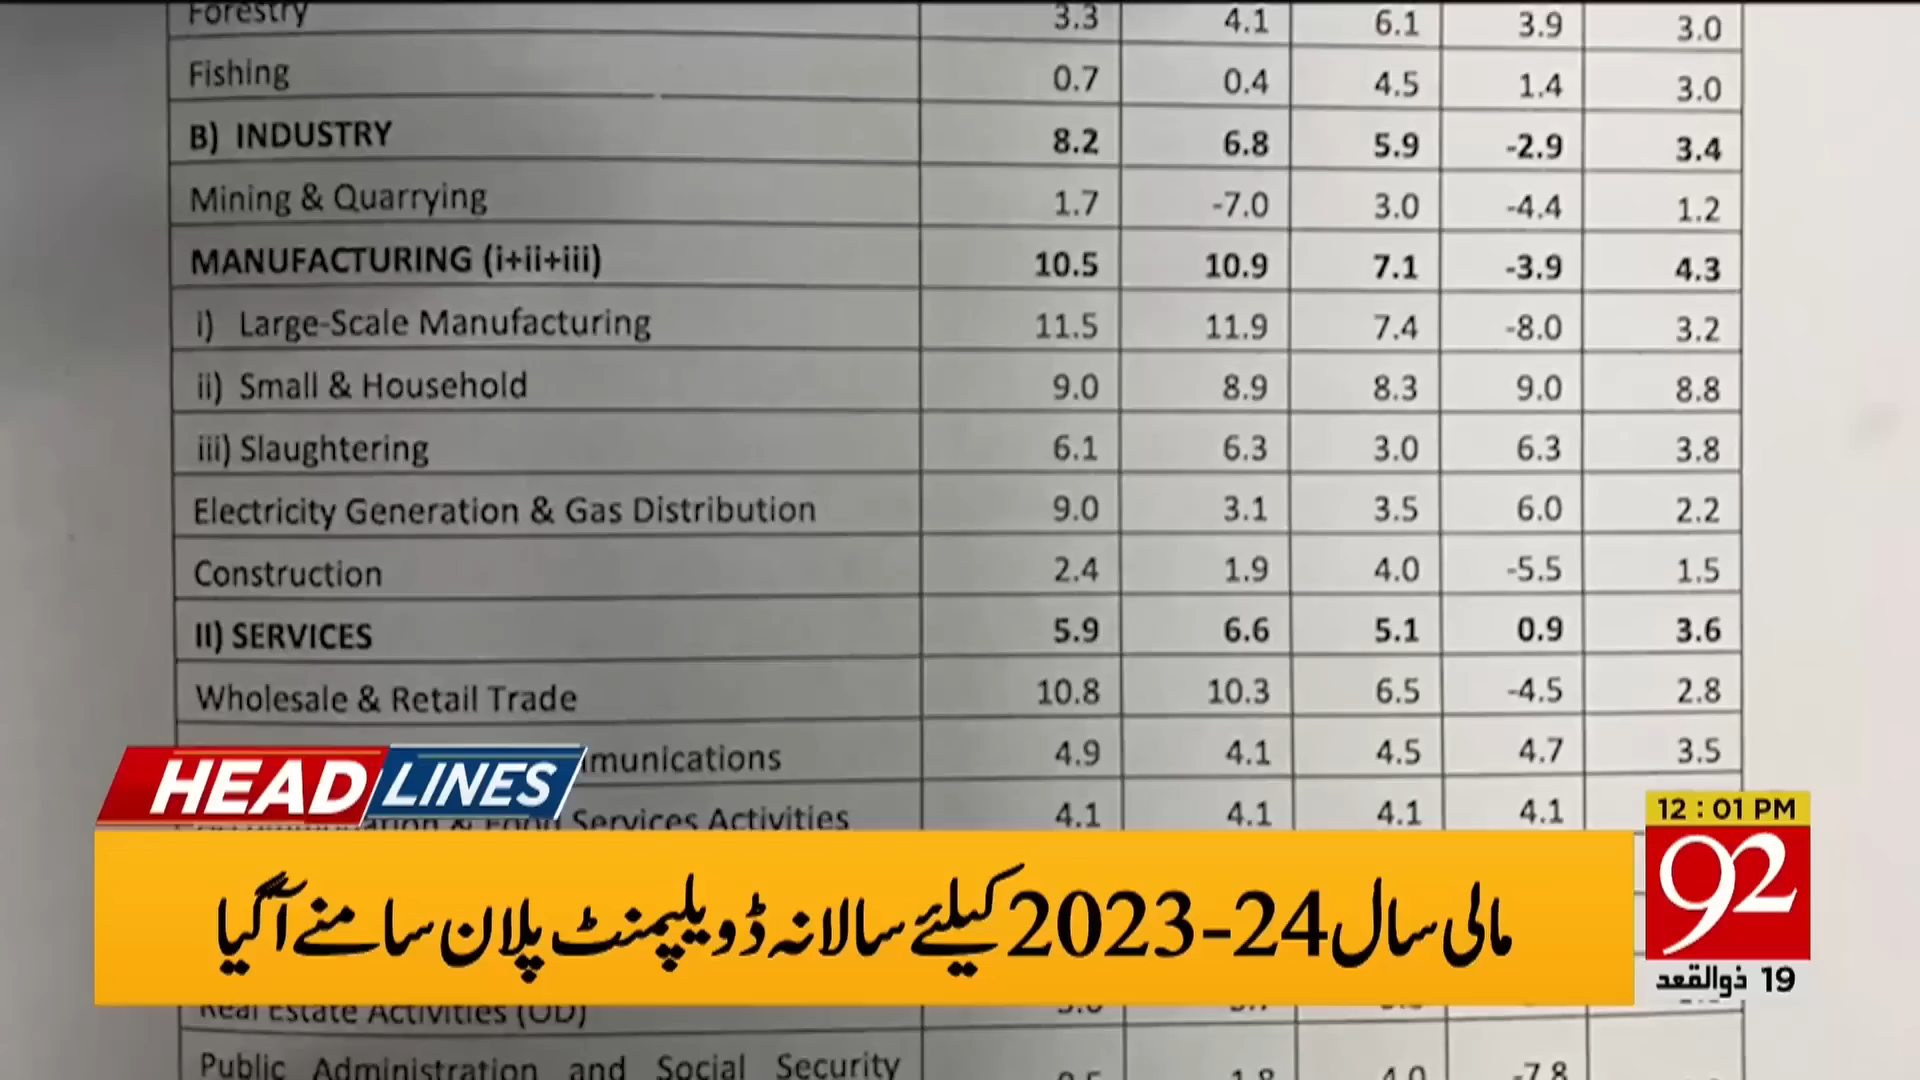 Forestry 3.3 4.1 6.1 3.9 3.0
Fishing 0.7 0.4 4.5 1.4 3.0
B) INDUSTRY 8.2 6.8 5.9 -2.9 3.4
Mining & Quarrying 1.7 -7.0 3.0 -4.4 1.2
MANUFACTURING (i+ii+iii) 10.5 10.9 7.1 -3.9 4.3
i) Large-Scale Manufacturing 11.5 11.9 7.4 -8.0 3.2
ii) Small & Household 9.0 8.9 8.3 9.0 8.8
iii) Slaughtering 6.1 6.3 3.0 6.3 3.8
Electricity Generation & Gas Distribution 9.0 3.1 3.5 6.0 2.2
Construction 2.4 1.9 4.0 -5.5 1.5
II) SERVICES 5.9 6.6 5.1 0.9 3.6
Wholesale & Retail Trade 10.8 10.3 6.5 -4.5 2.8
munications 4.9 4.1 4.5 4.7 3.5
HEADLINES
& Food Services Activities 4.1 4.1 4.1 4.1
12 : 01 PM
92
مالی سال 24-2023 کیلئے سالانہ ڈویلپمنٹ پلان سامنے آگیا
19 ذوالقعد
Real Estate Activities (OD)
Public Administration and Social Security 4.0 -7.8